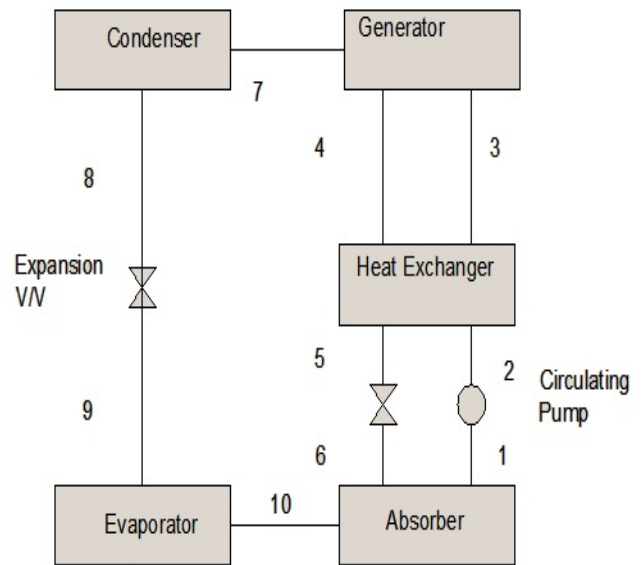 Condenser
Generator
7
4
3
8
Expansion
V/V
Heat Exchanger
5
2
Circulating
Pump
9
6
1
10
Evaporator
Absorber